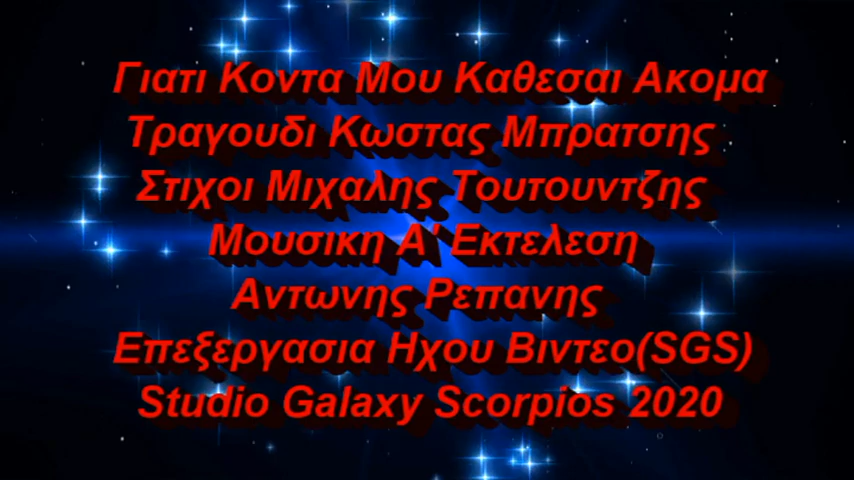 Γιατι Κοντα Μου Καθεσαι Ακομα
Τραγουδι Κωστας Μπρατσης
Στιχοι Μιχαλης Τουτουντζης
Μουσικη Α' Εκτελεση
Αντωνης Ρεπανης
Επεξεργασια Ηχου Βιντεο(SGS)
Studio Galaxy Scorpios 2020